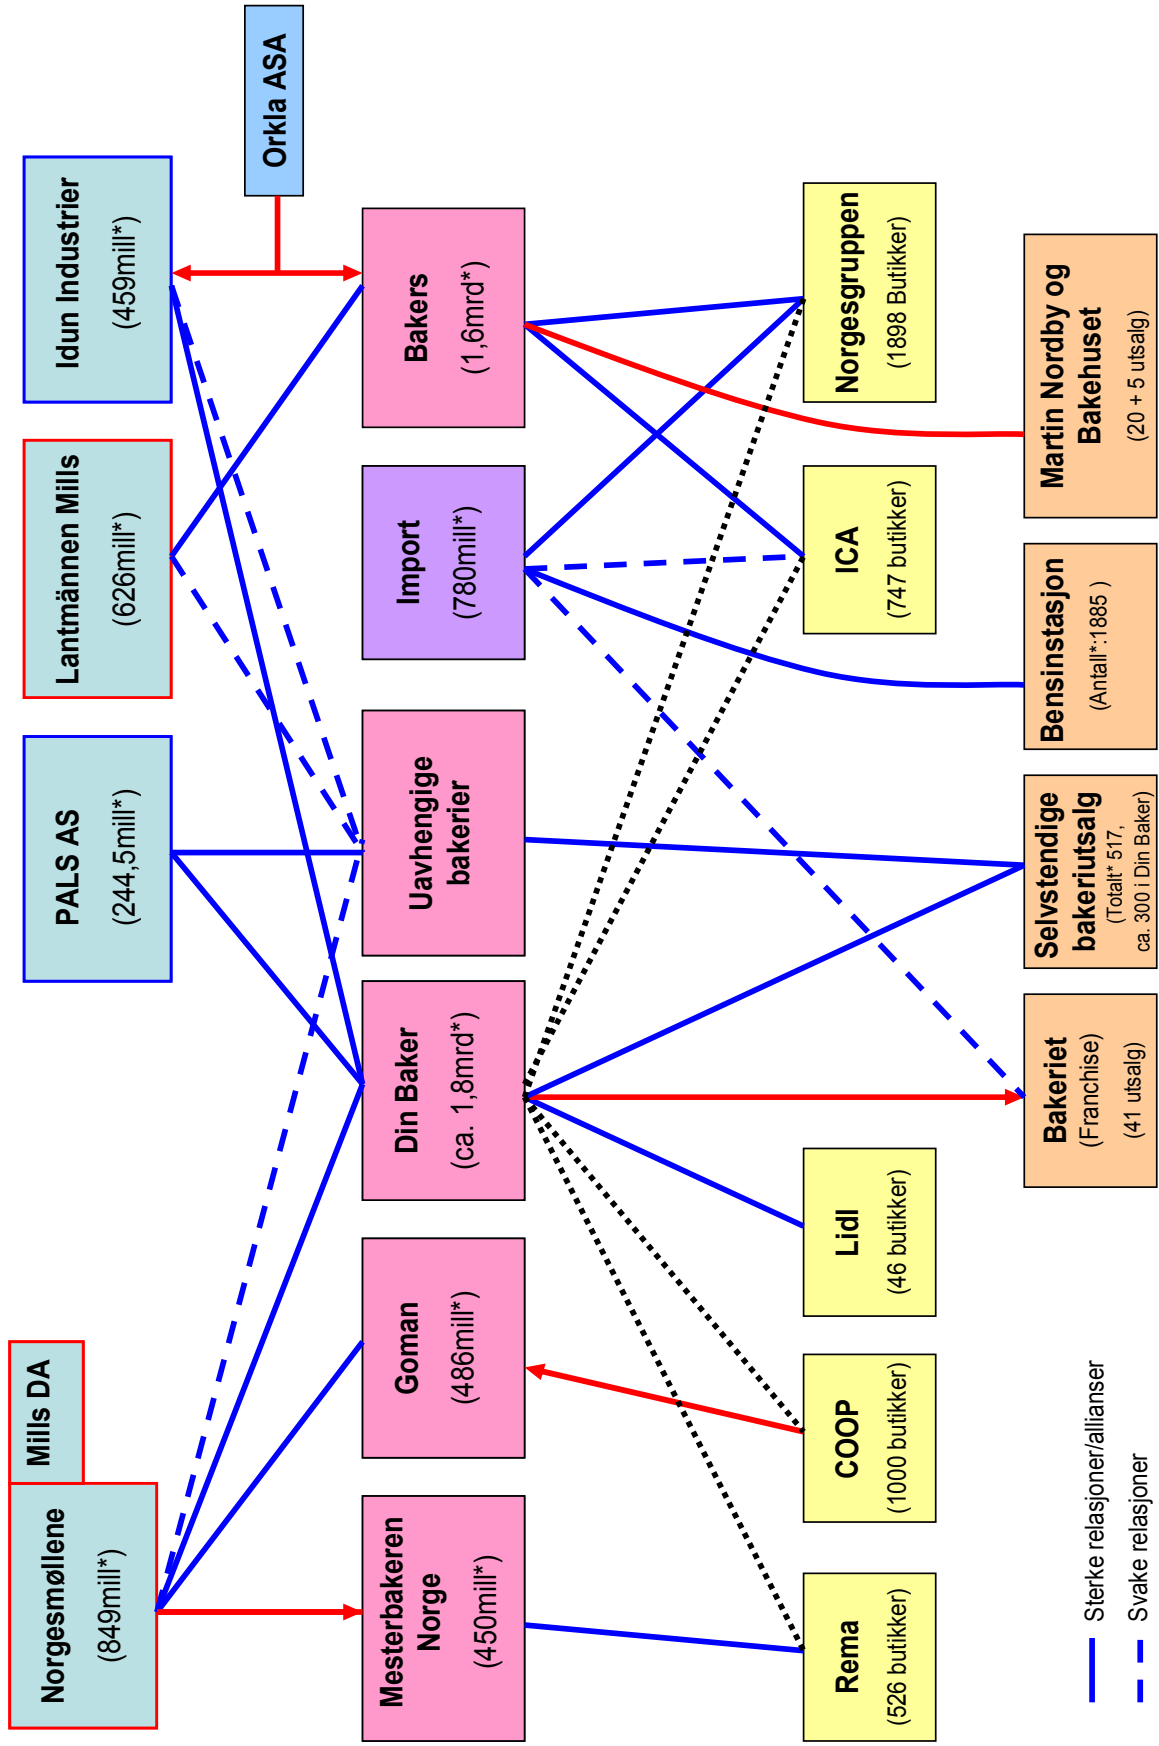 Norgesmøllene
(849mill*)
Mills DA
PALS AS
(244,5mill*)
Lantmännen Mills
(626mill*)
Idun Industrier
(459mill*)
Orkla ASA
Mesterbakeren
Norge
(450mill*)
Goman
(486mill*)
Din Baker
(ca. 1,8mrd*)
Uavhengige
bakerier
Import
(780mill*)
Bakers
(1,6mrd*)
Rema
(526 butikker)
COOP
(1000 butikker)
Lidl
(46 butikker)
ICA
(747 butikker)
Norgesgruppen
(1898 Butikker)
Bakeriet
(Franchise)
(41 utsalg)
Selvstendige
bakeriutsalg
(Totalt* 517,
ca. 300 i Din Baker)
Bensinstasjon
(Antall*:1885 )
Martin Nordby og
Bakehuset
(20 + 5 utsalg)
Sterke relasjoner/allianser
Svake relasjoner